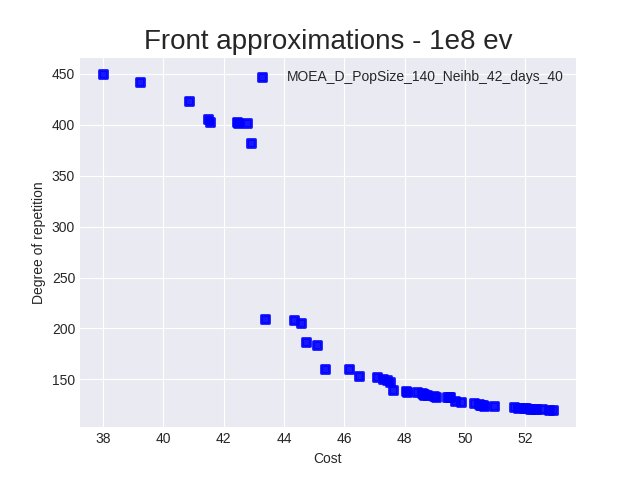 Front approximations - 1e8 ev
MOEA_D_PopSize_140_Neihb_42_days_40
450
400
350
300
250
200
150
Degree of repetition
38 40 42 44 46 48 50 52
Cost